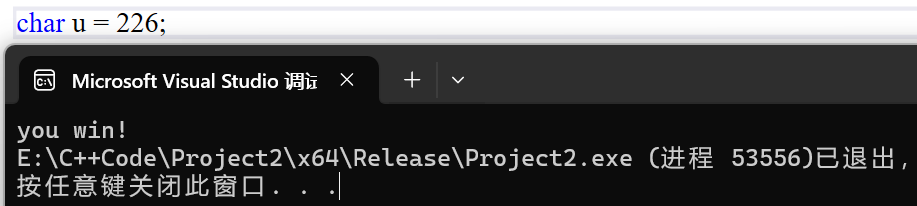 char u = 226;
Microsoft Visual Studio 调试
you win!
E:\C++Code\Project2\x64\Release\Project2.exe (进程 53556)已退出,
按任意键关闭此窗口. . .